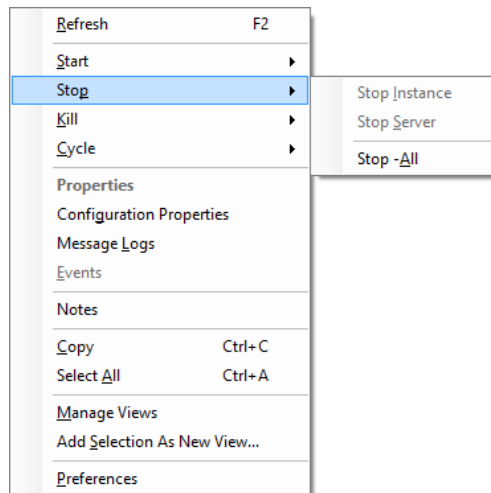 Refresh F2
Start
Stop
Kill
Cycle
Stop Instance
Stop Server
Stop -All
Properties
Configuration Properties
Message Logs
Events
Notes
Copy Ctrl+C
Select All Ctrl+A
Manage Views
Add Selection As New View...
Preferences